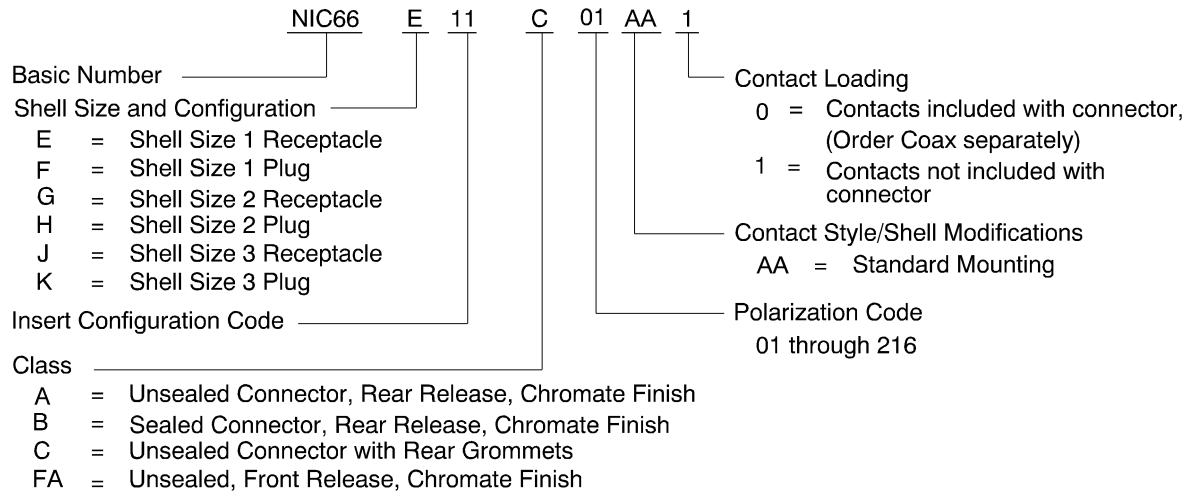 NIC66 E 11 C 01 AA 1
Basic Number
Shell Size and Configuration
E = Shell Size 1 Receptacle
F = Shell Size 1 Plug
G = Shell Size 2 Receptacle
H = Shell Size 2 Plug
J = Shell Size 3 Receptacle
K = Shell Size 3 Plug
Insert Configuration Code
Class
A = Unsealed Connector, Rear Release, Chromate Finish
B = Sealed Connector, Rear Release, Chromate Finish
C = Unsealed Connector with Rear Grommets
FA = Unsealed, Front Release, Chromate Finish
Contact Loading
0 = Contacts included with connector,
(Order Coax separately)
1 = Contacts not included with
connector
Contact Style/Shell Modifications
AA = Standard Mounting
Polarization Code
01 through 216